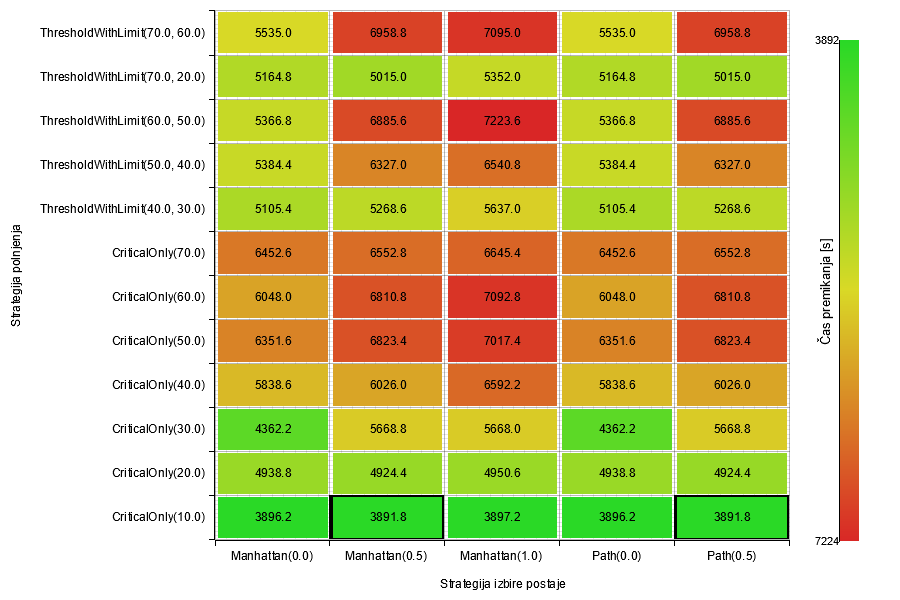 ThresholdWithLimit(70.0, 60.0) 5535.0 6958.8 7095.0 5535.0 6958.8
3892
ThresholdWithLimit(70.0, 20.0) 5164.8 5015.0 5352.0 5164.8 5015.0
ThresholdWithLimit(60.0, 50.0) 5366.8 6885.6 7223.6 5366.8 6885.6
ThresholdWithLimit(50.0, 40.0) 5384.4 6327.0 6540.8 5384.4 6327.0
ThresholdWithLimit(40.0, 30.0) 5105.4 5268.6 5637.0 5105.4 5268.6
Strategija polnjenja
CriticalOnly(70.0) 6452.6 6552.8 6645.4 6452.6 6552.8
Čas premikanja [s]
CriticalOnly(60.0) 6048.0 6810.8 7092.8 6048.0 6810.8
CriticalOnly(50.0) 6351.6 6823.4 7017.4 6351.6 6823.4
CriticalOnly(40.0) 5838.6 6026.0 6592.2 5838.6 6026.0
CriticalOnly(30.0) 4362.2 5668.8 5668.0 4362.2 5668.8
CriticalOnly(20.0) 4938.8 4924.4 4950.6 4938.8 4924.4
CriticalOnly(10.0) 3896.2 3891.8 3897.2 3896.2 3891.8
7224
Manhattan(0.0) Manhattan(0.5) Manhattan(1.0) Path(0.0) Path(0.5)
Strategija izbire postaje